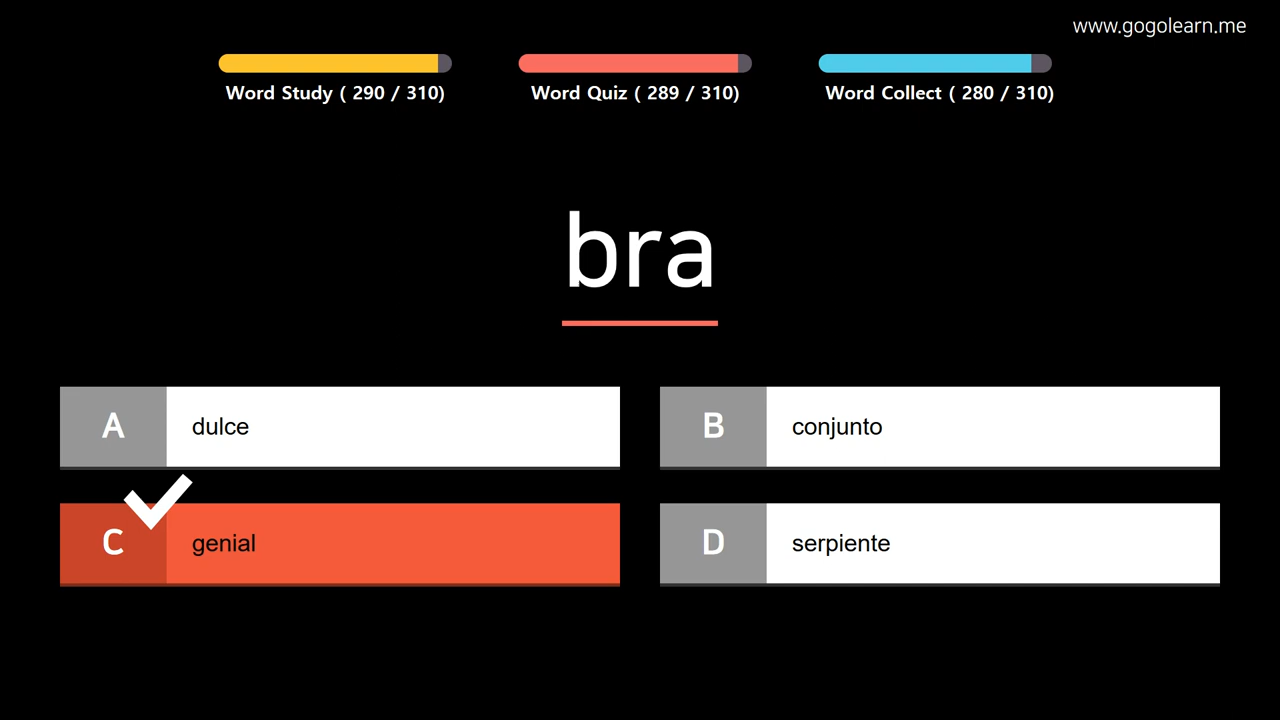 www.gogolearn.me
Word Study ( 290 / 310)
Word Quiz ( 289 / 310)
Word Collect ( 280 / 310)
bra
A dulce
B conjunto
C genial
D serpiente